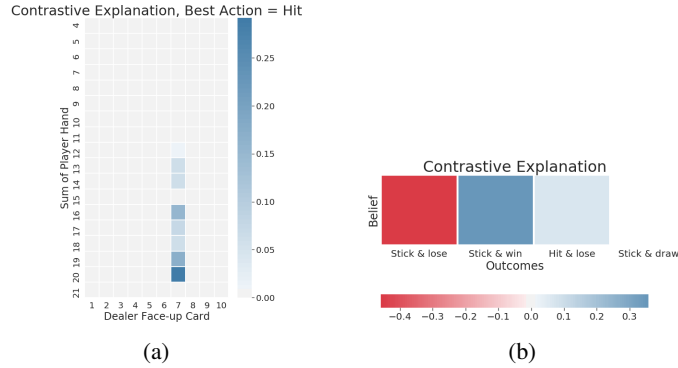 Contrastive Explanation, Best Action = Hit
4
5
6
7
8
9
10
11
12
13
14
15
16
17
18
19
20
21
Sum of Player Hand
1 2 3 4 5 6 7 8 9 10
Dealer Face-up Card
0.25
0.20
0.15
0.10
0.05
0.00
(a)
Contrastive Explanation
Belief
Stick & lose Stick & win Hit & lose Stick & draw
Outcomes
−0.4 −0.3 −0.2 −0.1 0.0 0.1 0.2 0.3
(b)